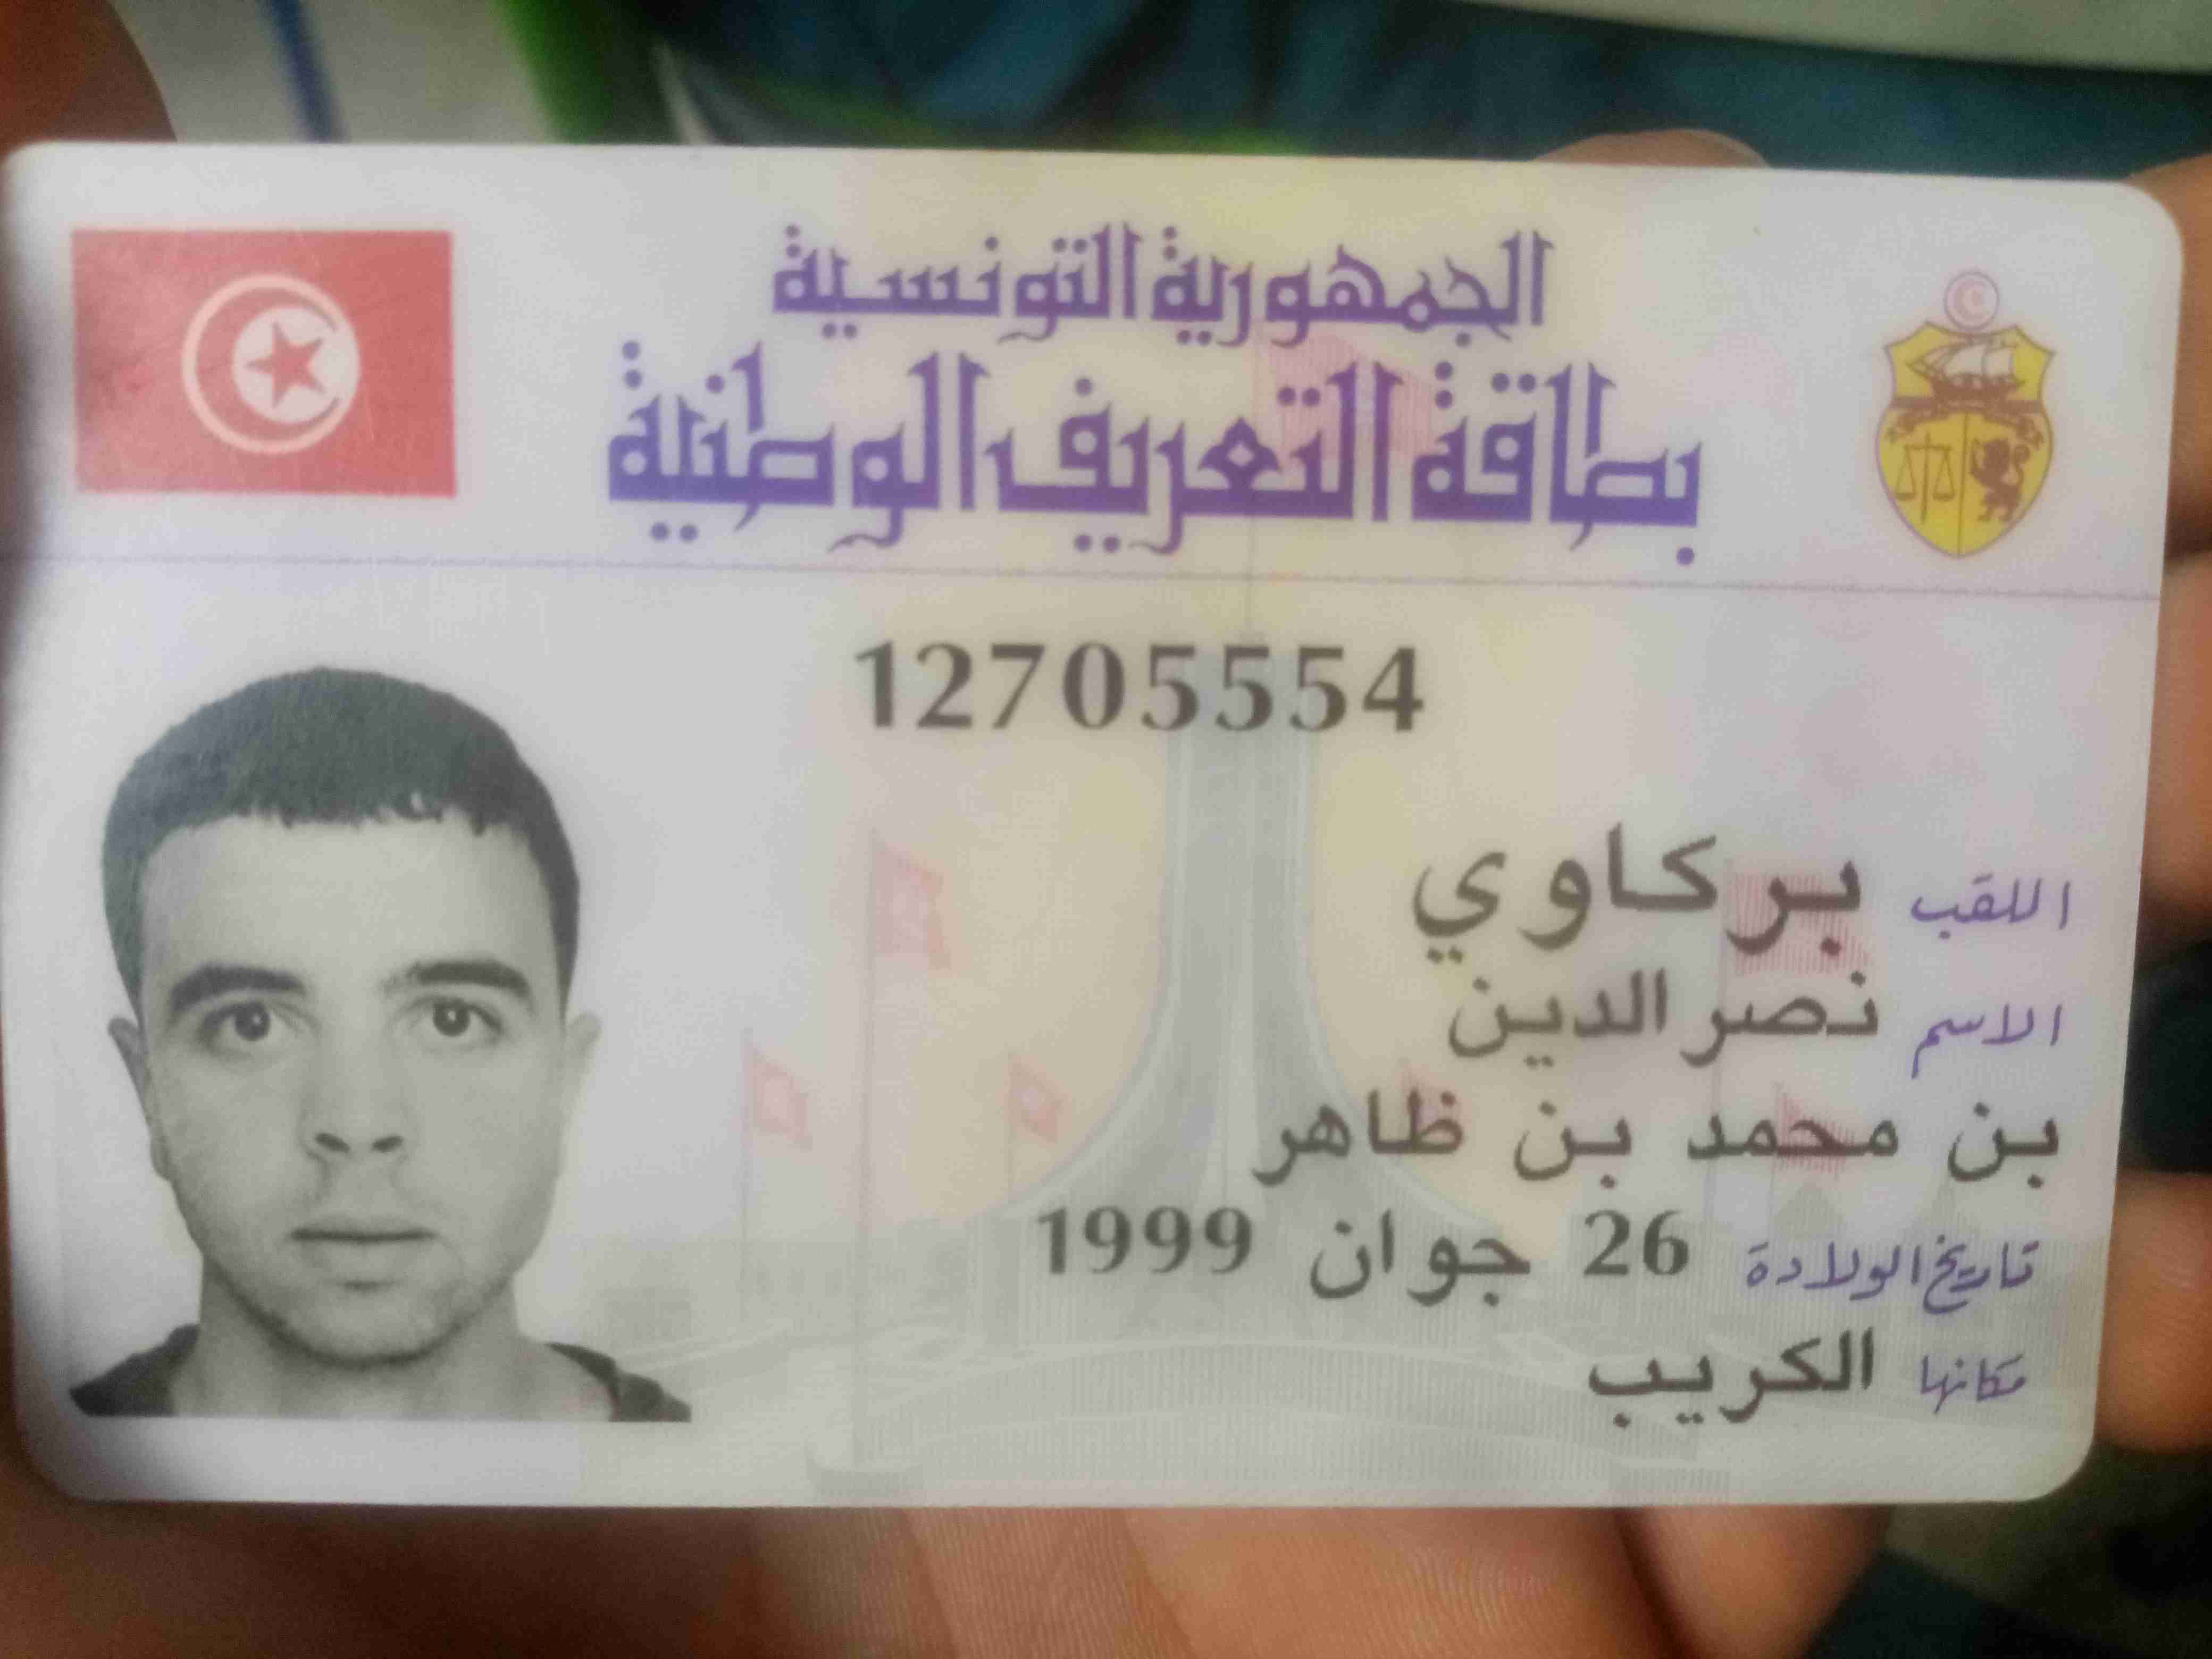 الجمهورية التونسية
بطاقة التعريف الوطنية
12705554
اللقب بركاوي
الاسم نصر الدين
بن محمد بن ظاهر
تاريخ الولادة 26 جوان 1999
مكانها الكريب